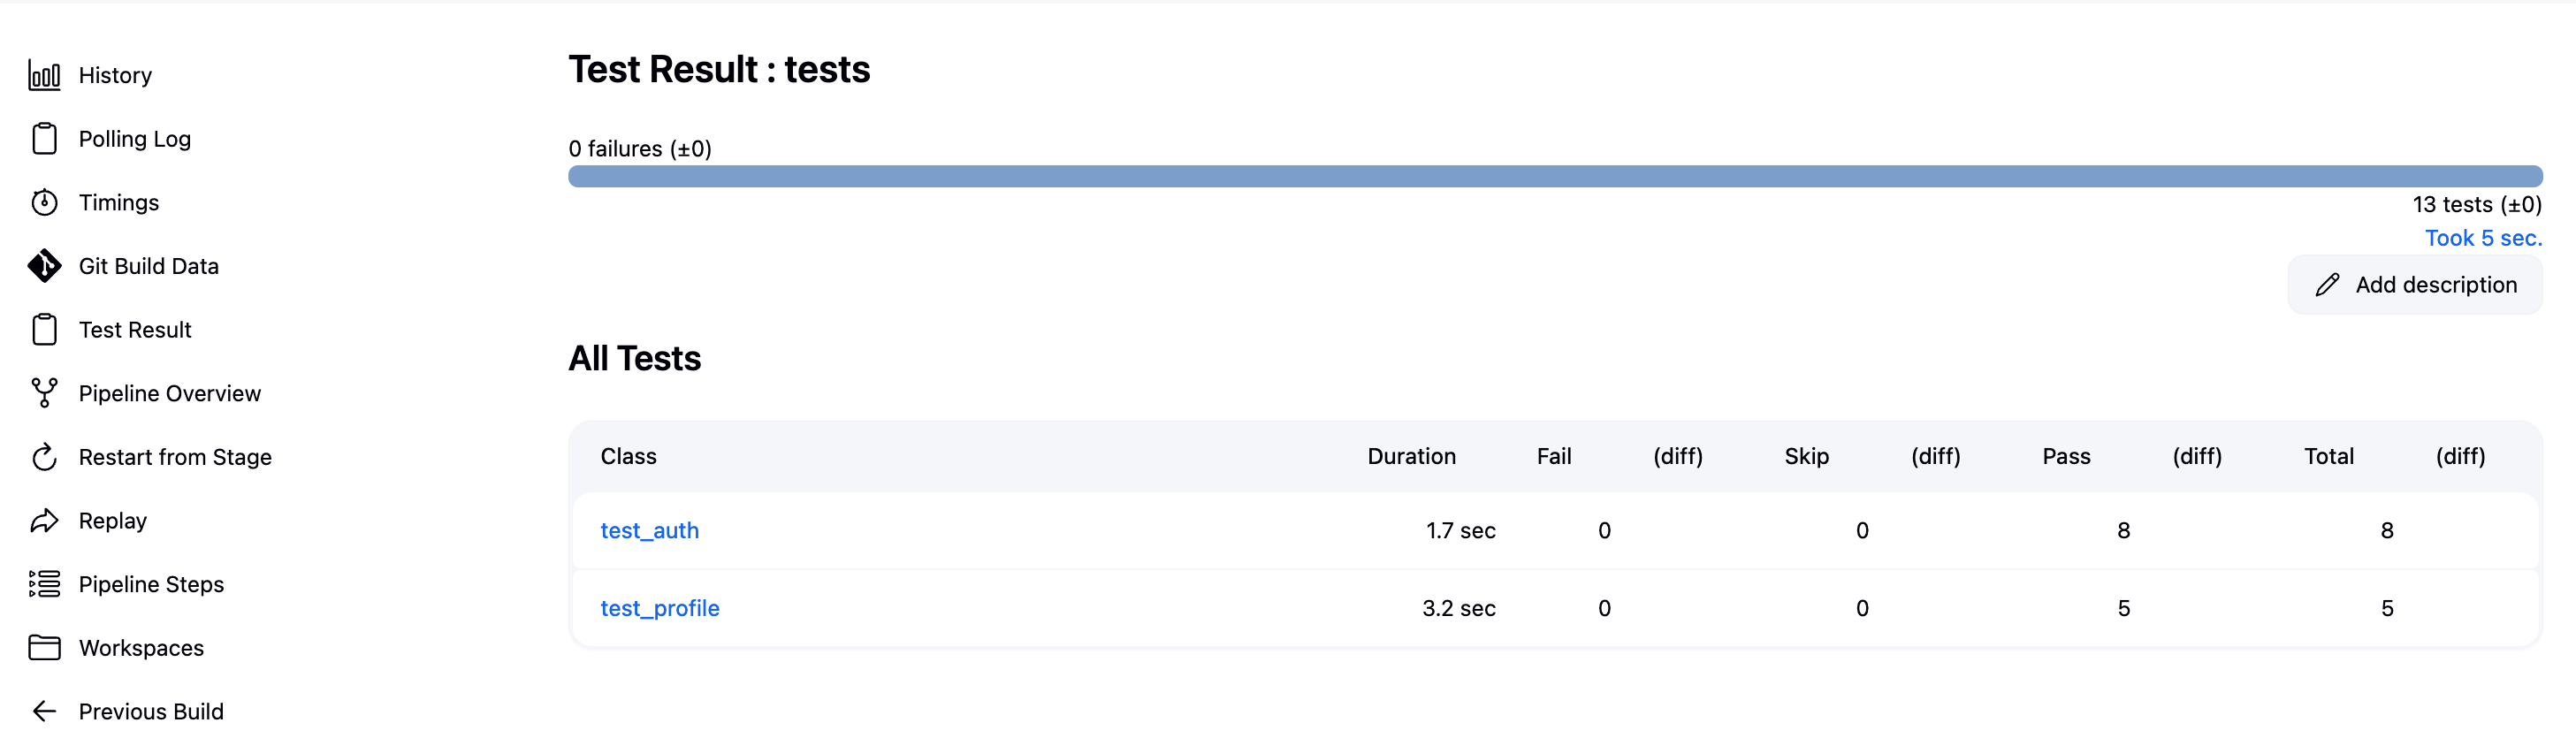 History
Polling Log
Timings
Git Build Data
Test Result
Pipeline Overview
Restart from Stage
Replay
Pipeline Steps
Workspaces
Previous Build
Test Result : tests
0 failures (±0)
13 tests (±0)
Took 5 sec.
Add description
All Tests
Class Duration Fail (diff) Skip (diff) Pass (diff) Total (diff)
test_auth 1.7 sec 0 0 8 8
test_profile 3.2 sec 0 0 5 5